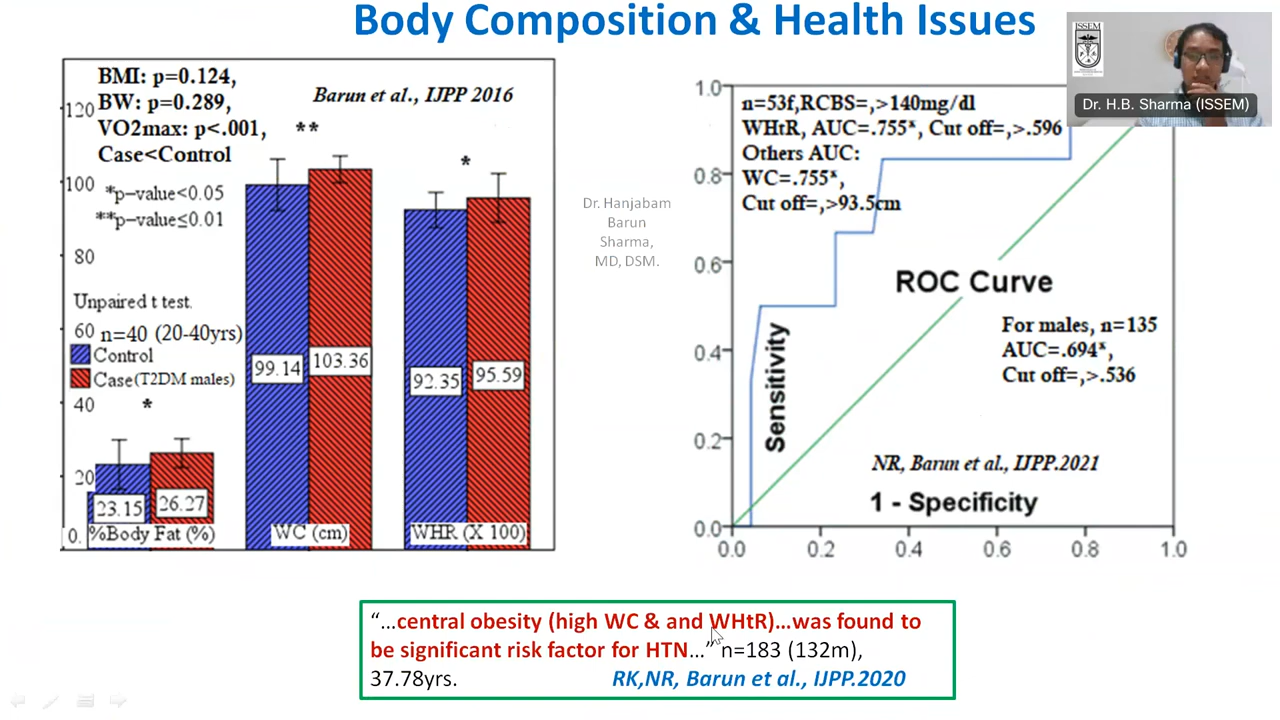 Body Composition & Health Issues
ISSEM
Dr. H.B. Sharma (ISSEM)
BMI: p=0.124,
BW: p=0.289,
VO2max: p<.001,
Case<Control
Barun et al., IJPP 2016
**
*
*p-value<0.05
**p-value≤0.01
Unpaired t test.
n=40 (20-40yrs)
Control
Case(T2DM males)
*
120
100
80
60
40
20
0.
23.15
26.27
99.14
103.36
92.35
95.59
%Body Fat (%)
WC (cm)
WHR (X 100)
Dr. Hanjabam
Barun
Sharma,
MD, DSM.
n=53f,RCBS=,>140mg/dl
WHtR, AUC=.755*, Cut off=,>.596
Others AUC:
WC=.755*,
Cut off=,>93.5cm
ROC Curve
For males, n=135
AUC=.694*,
Cut off=,>.536
NR, Barun et al., IJPP.2021
Sensitivity
1 - Specificity
1.0
0.8
0.6
0.4
0.2
0.0
0.0
0.2
0.4
0.6
0.8
1.0
“…central obesity (high WC & and WHtR)…was found to
be significant risk factor for HTN…” n=183 (132m),
37.78yrs.
RK,NR, Barun et al., IJPP.2020